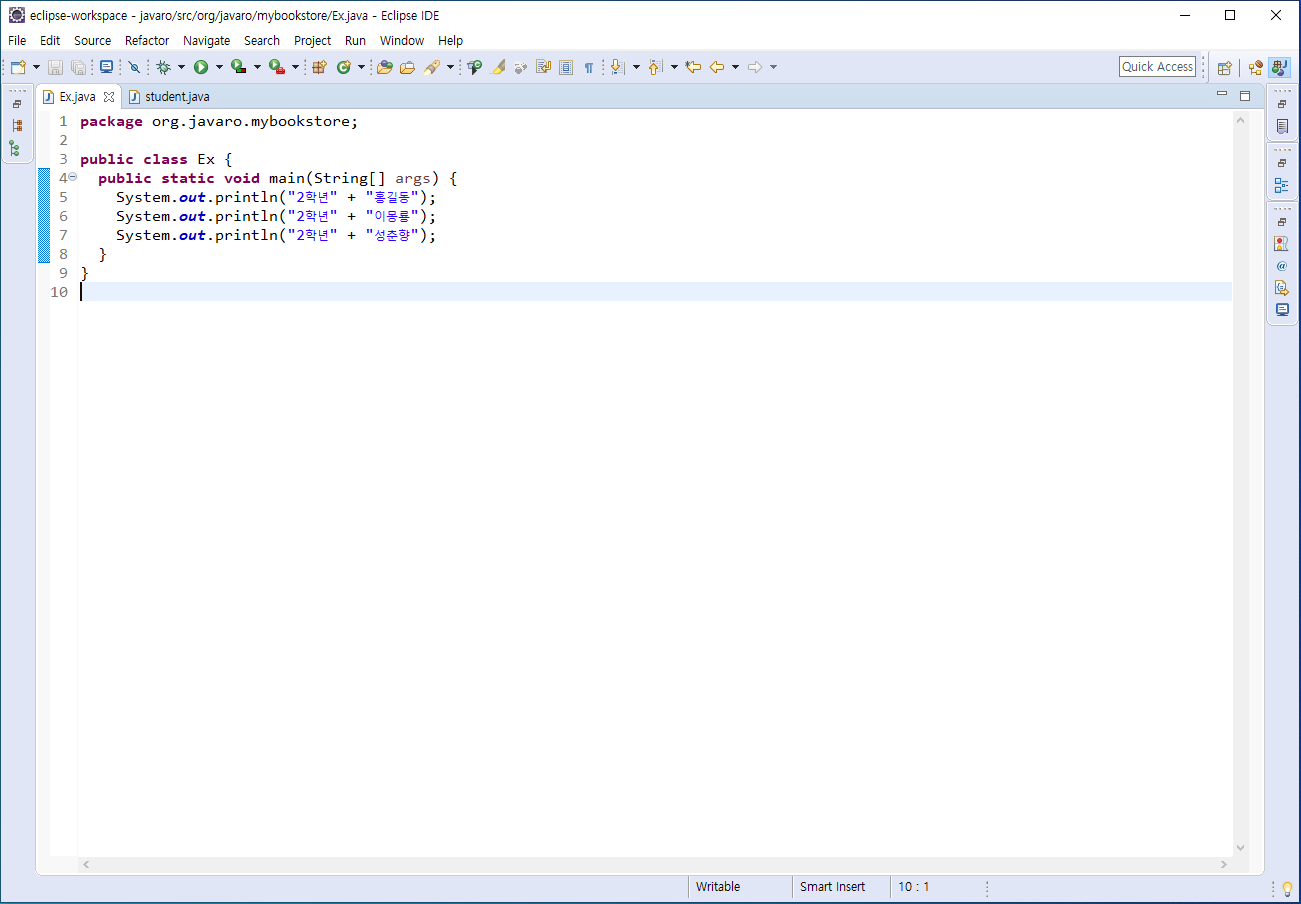 eclipse-workspace - javaro/src/org/javaro/mybookstore/Ex.java - Eclipse IDE
File Edit Source Refactor Navigate Search Project Run Window Help
Quick Access
Ex.java student.java
1 package org.javaro.mybookstore;
2
3 public class Ex {
4 public static void main(String[] args) {
5 System.out.println("2학년" + "홍길동");
6 System.out.println("2학년" + "이몽룡");
7 System.out.println("2학년" + "성춘향");
8 }
9 }
10
Writable Smart Insert 10 : 1